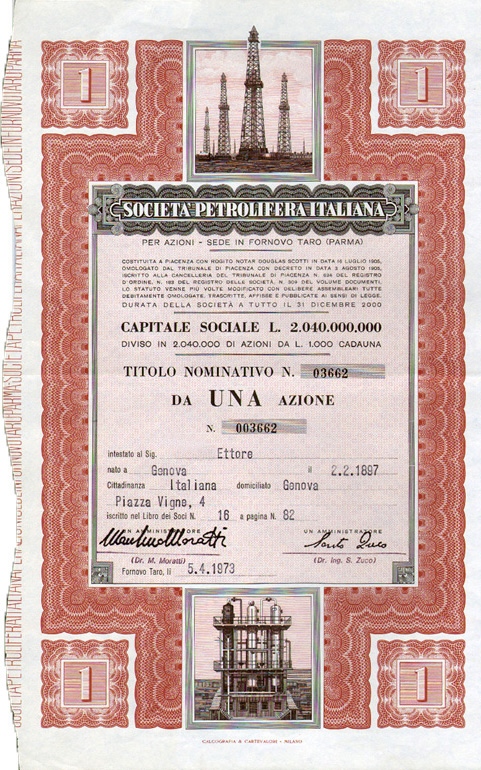 1
1
SOCIETÀ PETROLIFERA ITALIANA
PER AZIONI - SEDE IN FORNOVO TARO (PARMA)
COSTITUITA A PIACENZA CON ROGITO NOTAR DOUGLAS SCOTTI IN DATA 18 LUGLIO 1905,
OMOLOGATO DAL TRIBUNALE DI PIACENZA CON DECRETO IN DATA 2 AGOSTO 1905,
ISCRITTO ALLA CANCELLERIA DEL TRIBUNALE DI PIACENZA AL N. DEL REGISTRO
D'ORDINE, N. 193 DEL REGISTRO DELLE SOCIETÀ, N. 309 DEL VOLUME DOCUMENTI,
LO STATUTO VENNE PIÙ VOLTE MODIFICATO CON DELIBERE ASSEMBLEARI TUTTE
DEBITAMENTE OMOLOGATE, TRASCRITTE, AFFISSE E PUBBLICATE AI SENSI DI LEGGE.
DURATA DELLA SOCIETÀ A TUTTO IL 31 DICEMBRE 2000
CAPITALE SOCIALE L. 2.040.000.000
DIVISO IN 2.040.000 DI AZIONI DA L. 1.000 CADAUNA
TITOLO NOMINATIVO N. 03662
DA UNA AZIONE
N. 003662
intestato al Sig. Ettore
nato a Genova il 2.2.1897
Cittadinanza Italiana domiciliato Genova
Piazza Vigne, 4
iscritto nel Libro dei Soci N. 16 a pagina N. 82
UN AMMINISTRATORE UN AMMINISTRATORE
(Dr. M. Moratti) (Dr. Ing. S. Zuco)
Fornovo Taro, li 5.4.1973
1
1
CALCOGRAFIA & CARTEVALORI - MILANO